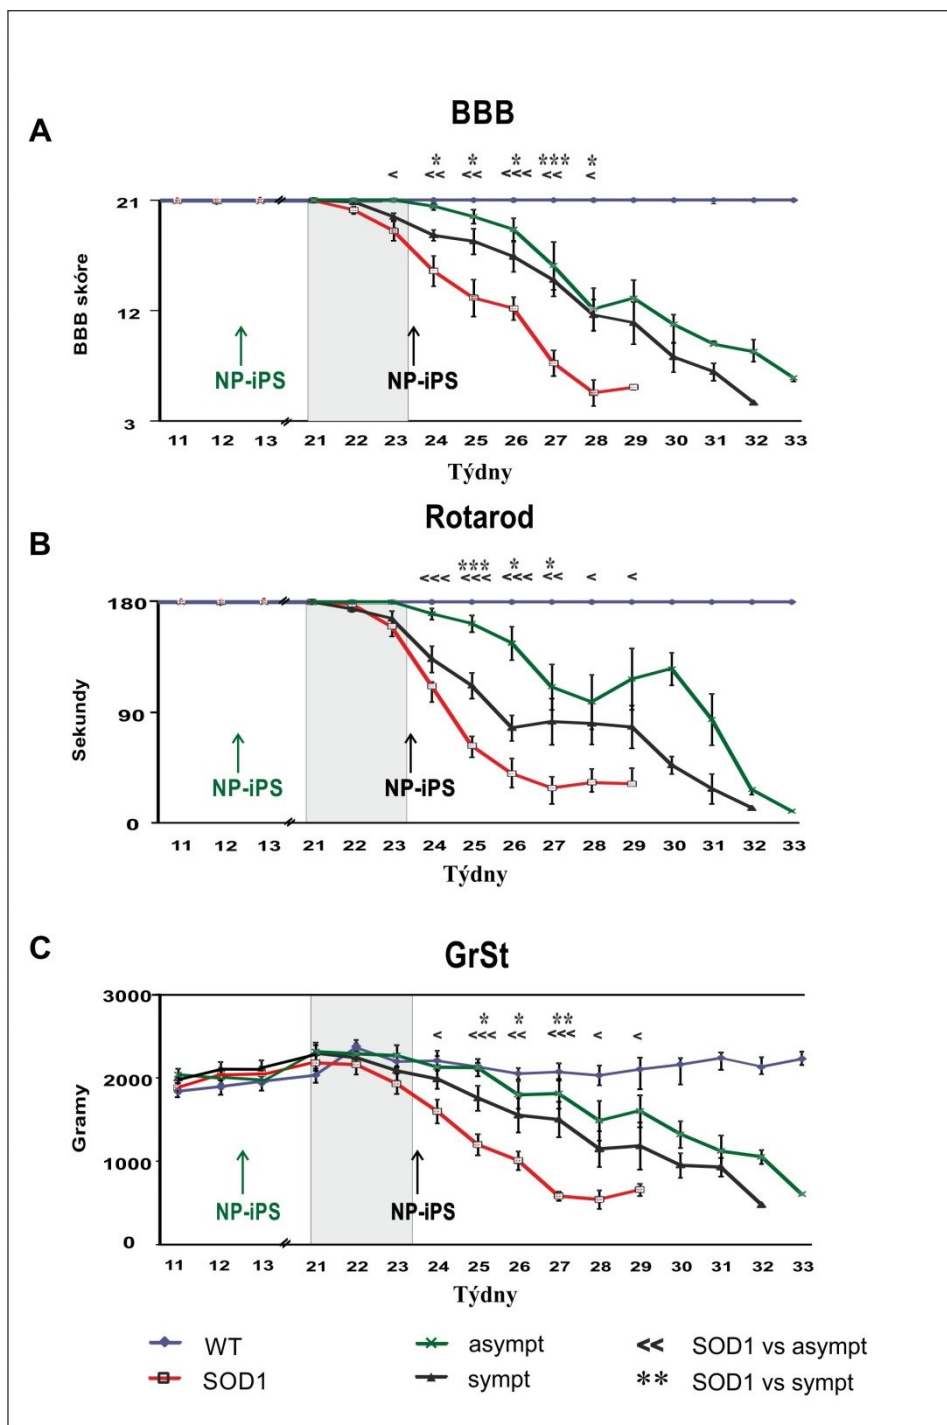 A
BBB
* * * *** *
< << << <<< << <
21
12
3
BBB skóre
NP-iPS
NP-iPS
11 12 13 21 22 23 24 25 26 27 28 29 30 31 32 33
Týdny
B
Rotarod
*** * *
<<< <<< <<< << < <
180
90
0
Sekundy
NP-iPS
NP-iPS
11 12 13 21 22 23 24 25 26 27 28 29 30 31 32 33
Týdny
C
GrSt
* * **
< <<< << <<< < <
3000
2000
1000
0
Gramy
NP-iPS
NP-iPS
11 12 13 21 22 23 24 25 26 27 28 29 30 31 32 33
Týdny
WT asympt << SOD1 vs asympt
SOD1 sympt ** SOD1 vs sympt